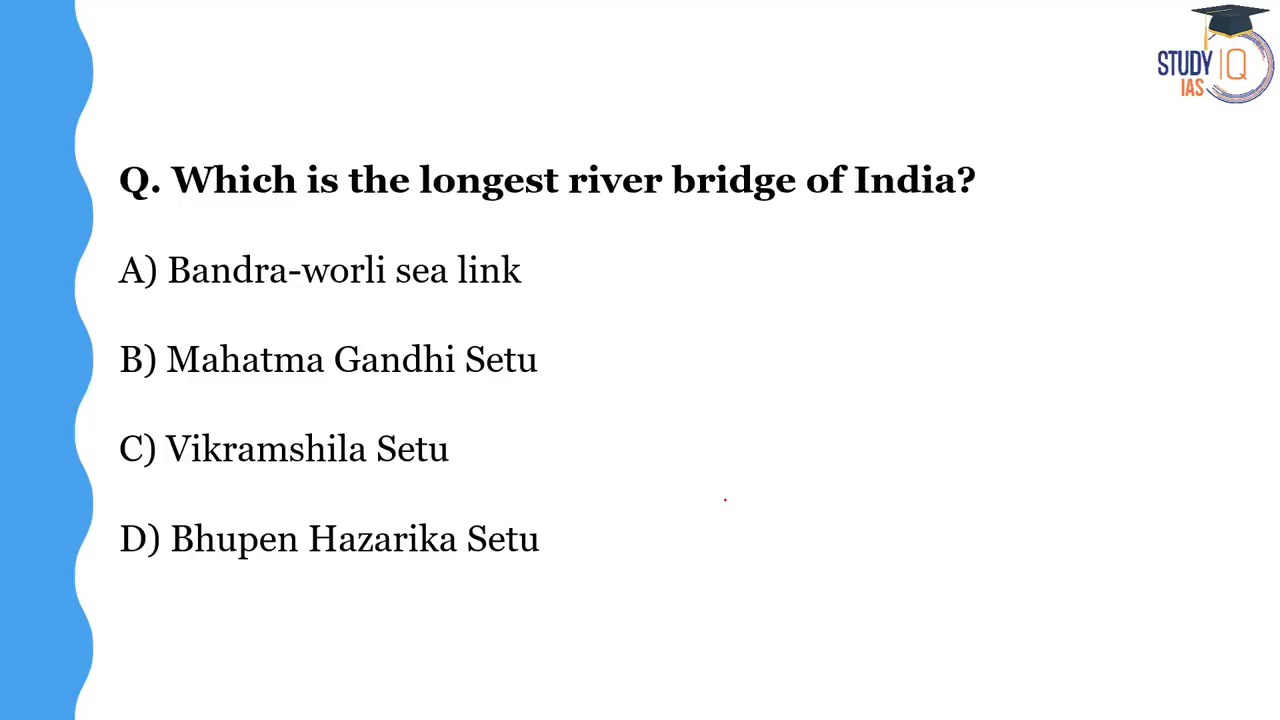 STUDY IQ
IAS
Q. Which is the longest river bridge of India?
A) Bandra-worli sea link
B) Mahatma Gandhi Setu
C) Vikramshila Setu
D) Bhupen Hazarika Setu